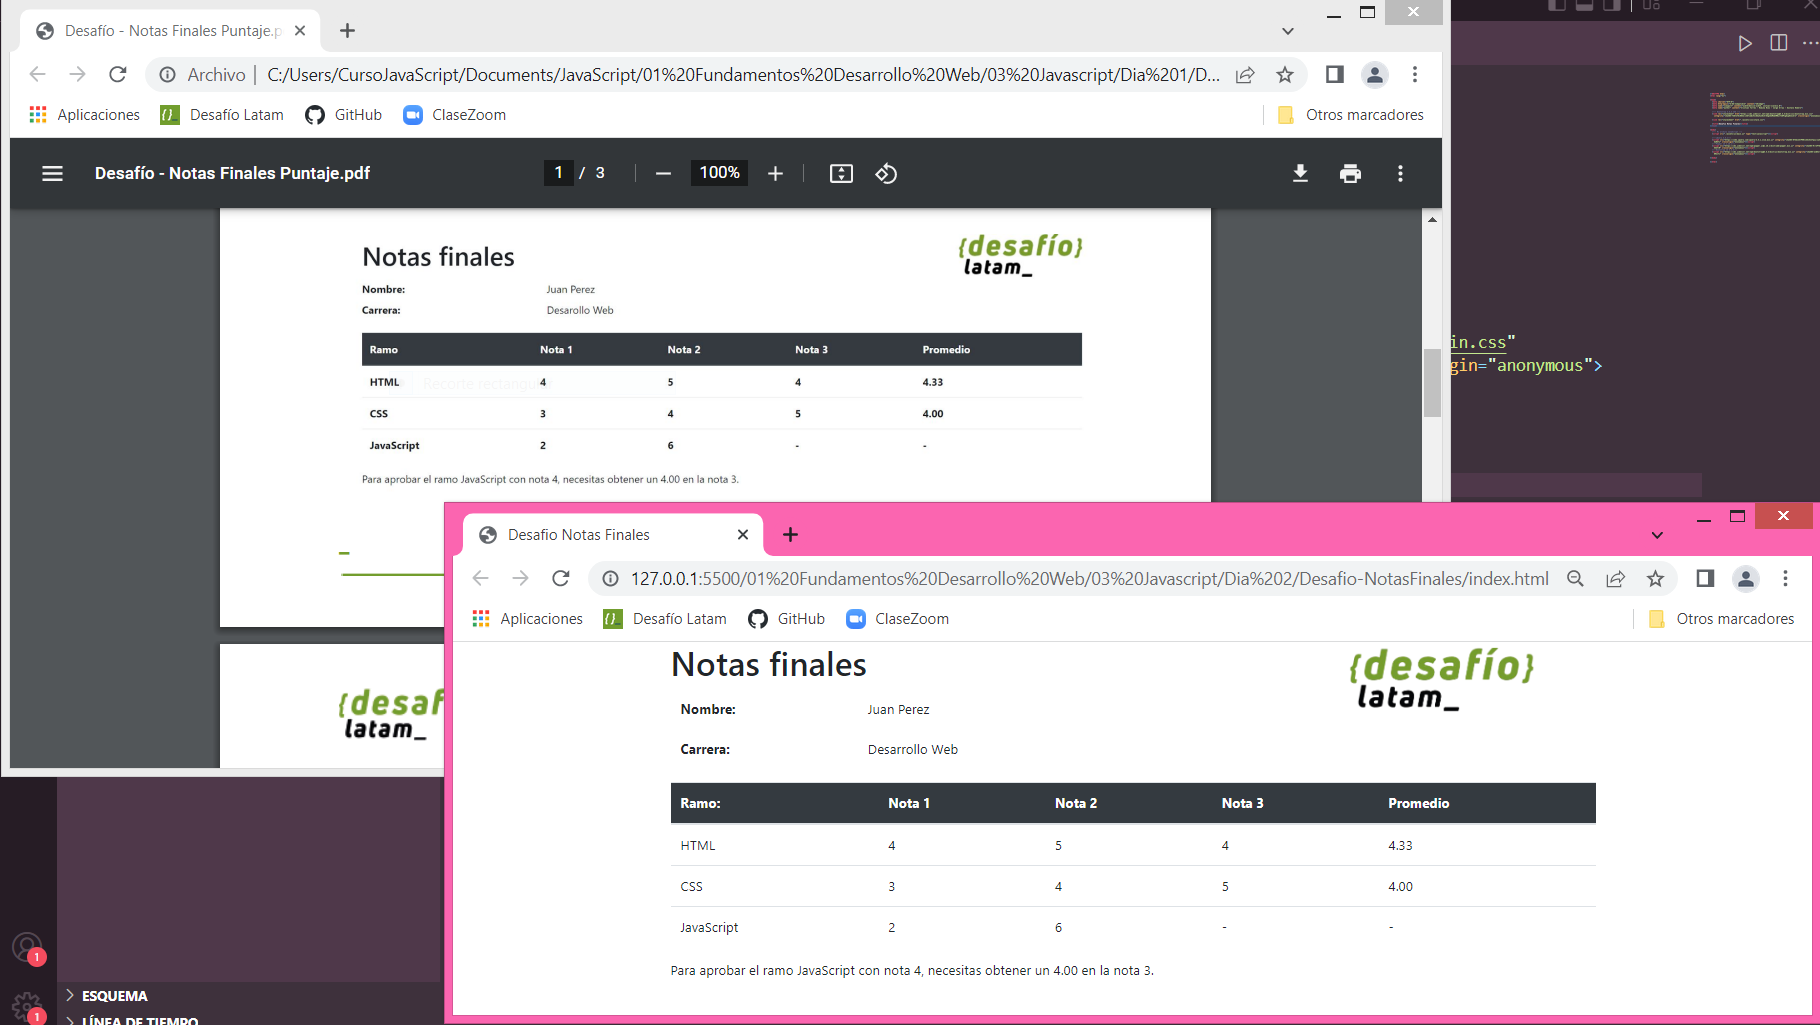 Desafío - Notas Finales Puntaje.p
Archivo | C:/Users/CursoJavaScript/Documents/JavaScript/01%20Fundamentos%20Desarrollo%20Web/03%20Javascript/Dia%201/D...
Aplicaciones Desafío Latam GitHub ClaseZoom Otros marcadores
Desafío - Notas Finales Puntaje.pdf 1 / 3 100%
Notas finales
{desafío}
latam_
Nombre: Juan Perez
Carrera: Desarollo Web
Ramo Nota 1 Nota 2 Nota 3 Promedio
HTML 4 5 4 4.33
Recorte rectangu
CSS 3 4 5 4.00
JavaScript 2 6 - -
Para aprobar el ramo JavaScript con nota 4, necesitas obtener un 4.00 en la nota 3.
{desaf
latam_
in.css"
gin="anonymous">
Desafio Notas Finales
127.0.0.1:5500/01%20Fundamentos%20Desarrollo%20Web/03%20Javascript/Dia%202/Desafio-NotasFinales/index.html
Aplicaciones Desafío Latam GitHub ClaseZoom Otros marcadores
Notas finales
{desafío}
latam_
Nombre: Juan Perez
Carrera: Desarrollo Web
Ramo: Nota 1 Nota 2 Nota 3 Promedio
HTML 4 5 4 4.33
CSS 3 4 5 4.00
JavaScript 2 6 - -
Para aprobar el ramo JavaScript con nota 4, necesitas obtener un 4.00 en la nota 3.
1
1
ESQUEMA
LÍNEA DE TIEMPO